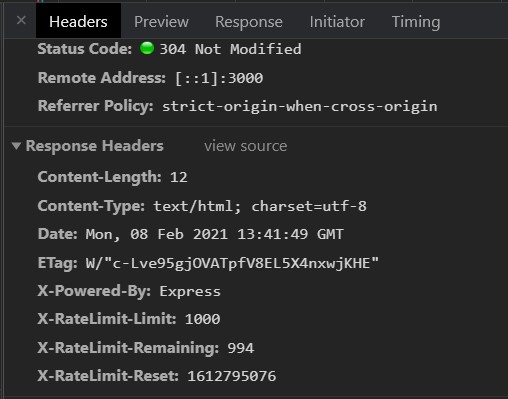 × Headers Preview Response Initiator Timing
Status Code: 304 Not Modified
Remote Address: [::1]:3000
Referrer Policy: strict-origin-when-cross-origin
▼ Response Headers view source
Content-Length: 12
Content-Type: text/html; charset=utf-8
Date: Mon, 08 Feb 2021 13:41:49 GMT
ETag: W/"c-Lve95gjOVATpfV8EL5X4nxwjKHE"
X-Powered-By: Express
X-RateLimit-Limit: 1000
X-RateLimit-Remaining: 994
X-RateLimit-Reset: 1612795076